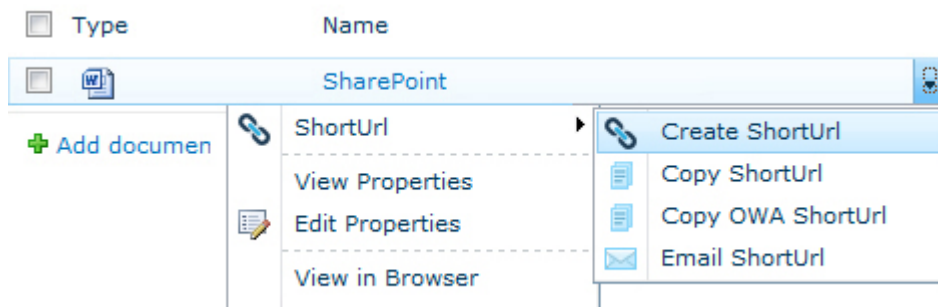 Type Name
SharePoint
Add documen
ShortUrl
View Properties
Edit Properties
View in Browser
Create ShortUrl
Copy ShortUrl
Copy OWA ShortUrl
Email ShortUrl